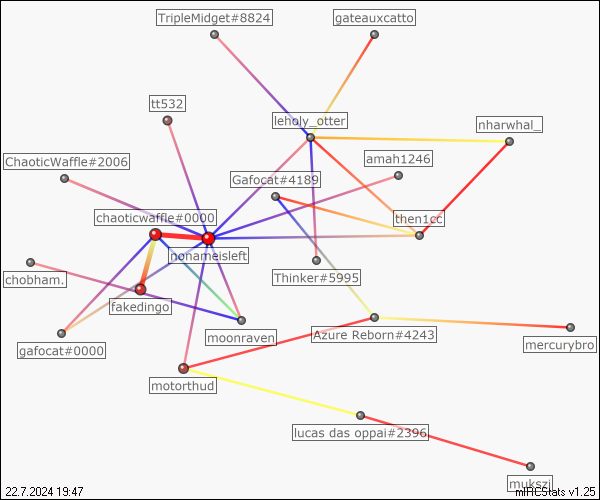 TripleMidget#8824
gateauxcatto
tt532
leholy_otter
nharwhal_
ChaoticWaffle#2006
amah1246
Gafocat#4189
chaoticwaffle#0000
then1cc
nonameisleft
chobham.
Thinker#5995
fakedingo
moonraven
Azure Reborn#4243
gafocat#0000
mercurybro
motorthud
lucas das oppai#2396
mukszi
22.7.2024 19:47
mIRCStats v1.25